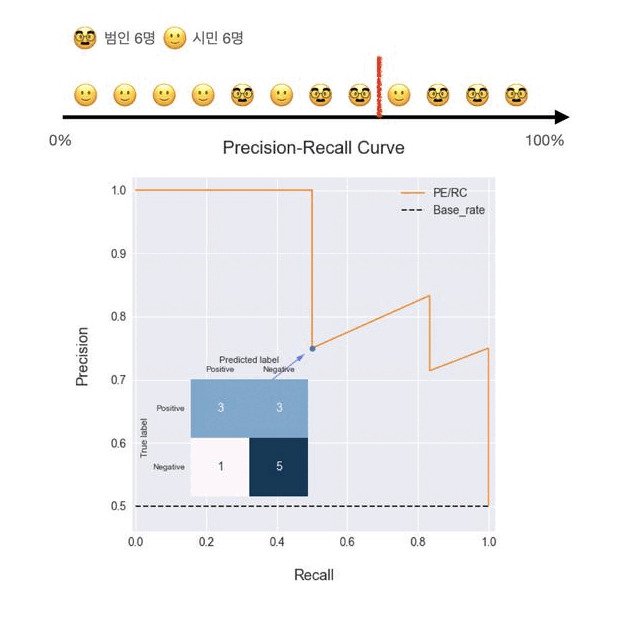 범인 6명 시민 6명
0% 100%
Precision-Recall Curve
PE/RC
Base_rate
1.0
0.9
0.8
0.7
0.6
0.5
Precision
Predicted label
Positive Negative
Positive 3 3
True label
Negative 1 5
0.0 0.2 0.4 0.6 0.8 1.0
Recall